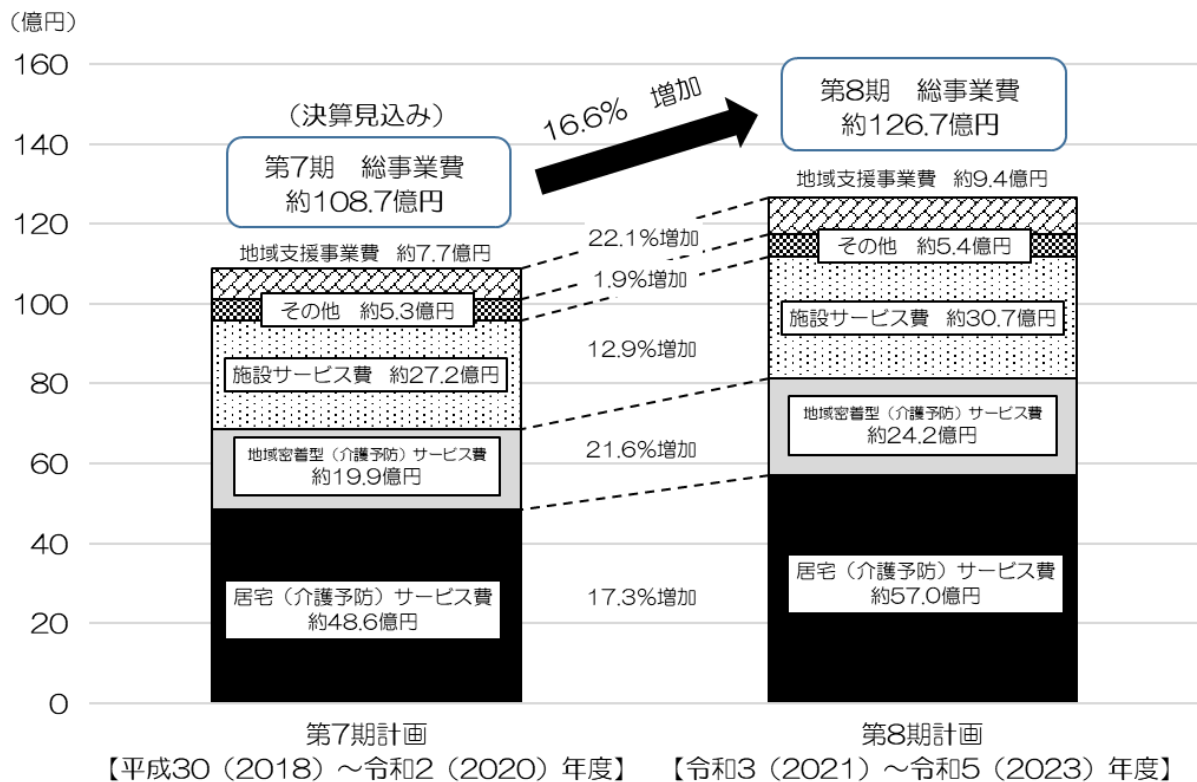 （億円）
160
140
120
100
80
60
40
20
0
（決算見込み）
第7期　総事業費
約108.7億円
16.6%　増加
第8期　総事業費
約126.7億円
地域支援事業費　約7.7億円
その他　約5.3億円
施設サービス費　約27.2億円
地域密着型（介護予防）サービス費
約19.9億円
居宅（介護予防）サービス費
約48.6億円
22.1%増加
1.9%増加
12.9%増加
21.6%増加
17.3%増加
地域支援事業費　約9.4億円
その他　約5.4億円
施設サービス費　約30.7億円
地域密着型（介護予防）サービス費
約24.2億円
居宅（介護予防）サービス費
約57.0億円
第7期計画
【平成30（2018）～令和2（2020）年度】
第8期計画
【令和3（2021）～令和5（2023）年度】